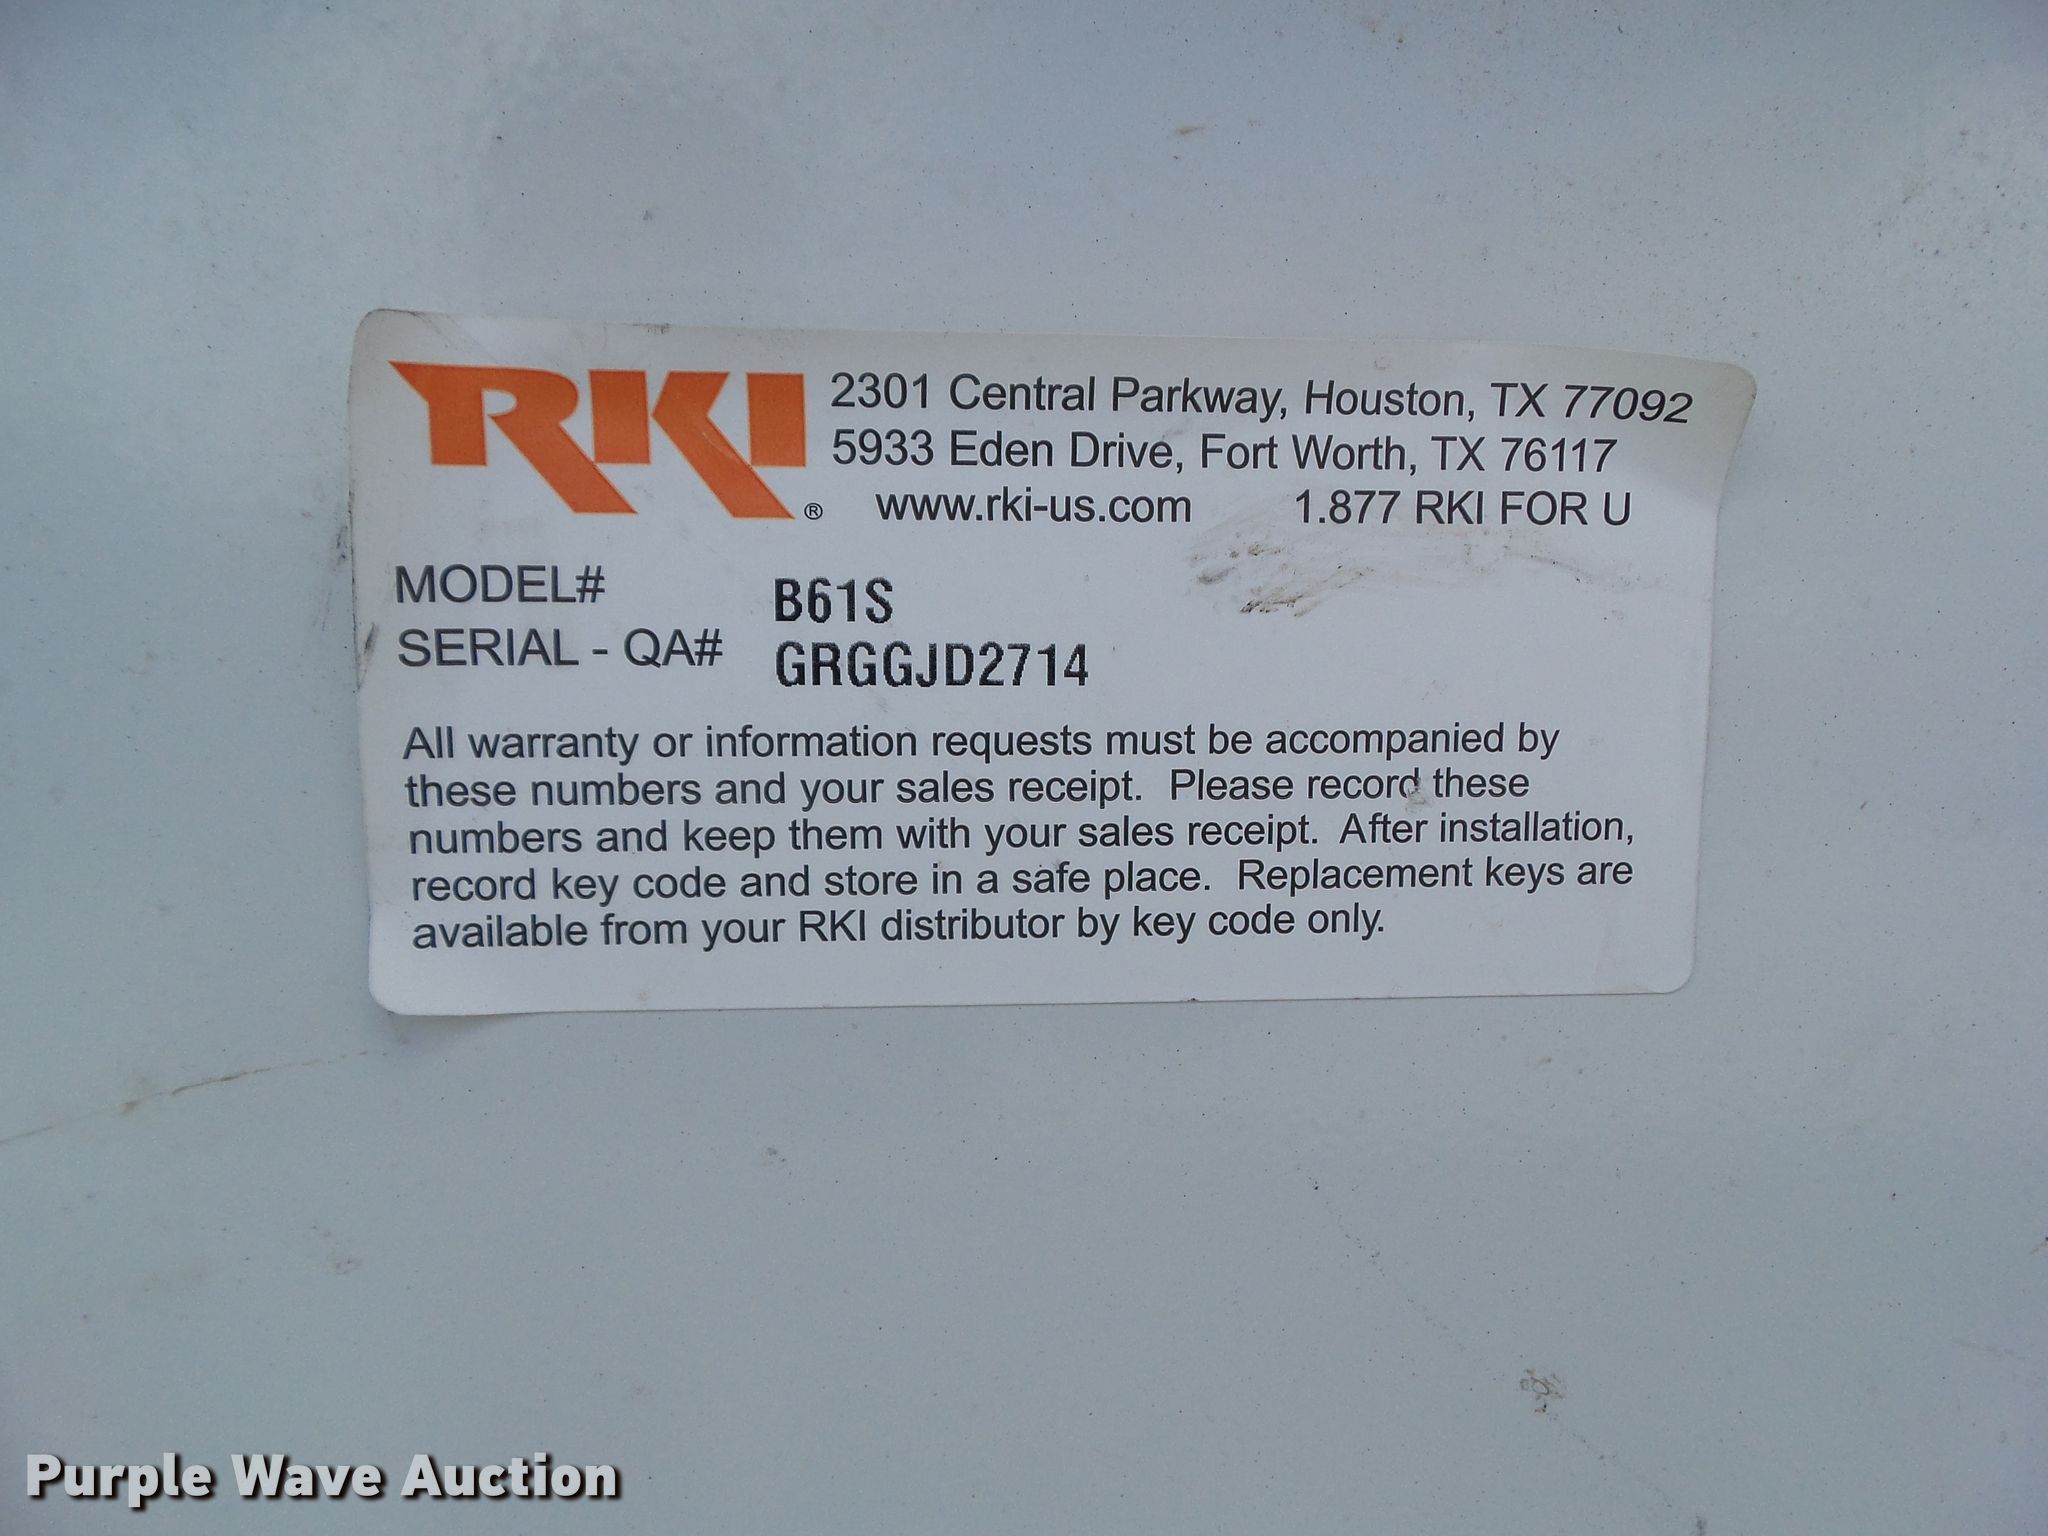 RKI ®
2301 Central Parkway, Houston, TX 77092
5933 Eden Drive, Fort Worth, TX 76117
www.rki-us.com 1.877 RKI FOR U
MODEL# B61S
SERIAL - QA# GRGGJD2714
All warranty or information requests must be accompanied by
these numbers and your sales receipt. Please record these
numbers and keep them with your sales receipt. After installation,
record key code and store in a safe place. Replacement keys are
available from your RKI distributor by key code only.
Purple Wave Auction